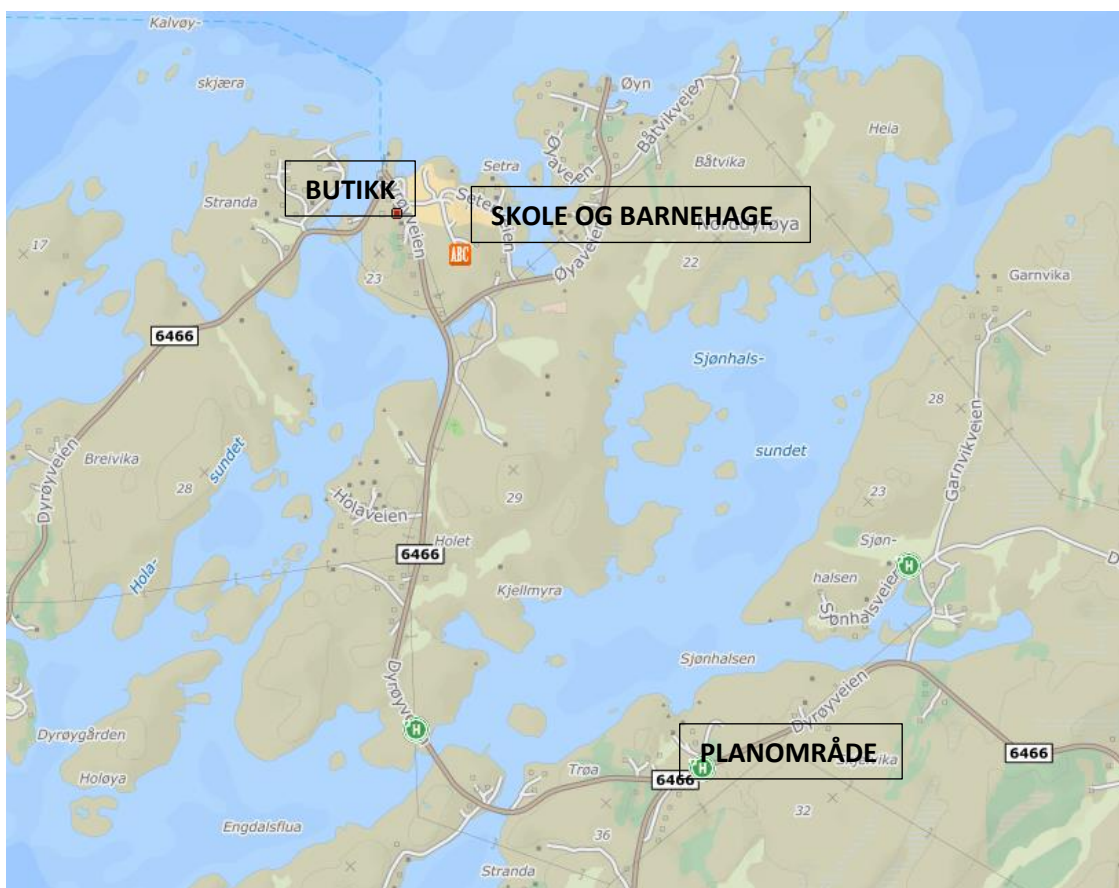 Kalvøy-
skjæra
Øyn
Båtvikveien
Heia
Setra
Båtvika
BUTIKK
Stranda
SKOLE OG BARNEHAGE
Øyaveien
Norddyrøya
17
23
ABC
22
Garnvika
6466
Sjønhals-
sundet
28
Dyrøyveien
Breivika
28
sundet
Hola-
29
23
Garnvikveien
Holaveien
Holet
6466
Sjøn-
halsen
H
Kjellmyra
Sjønhalsveien
Sjønhalsen
Dyrøyveien
H
Dyrøygården
Holøya
PLANOMRÅDE
H
Trøa
6466
6466
32
Engdalsflua
36
Stranda